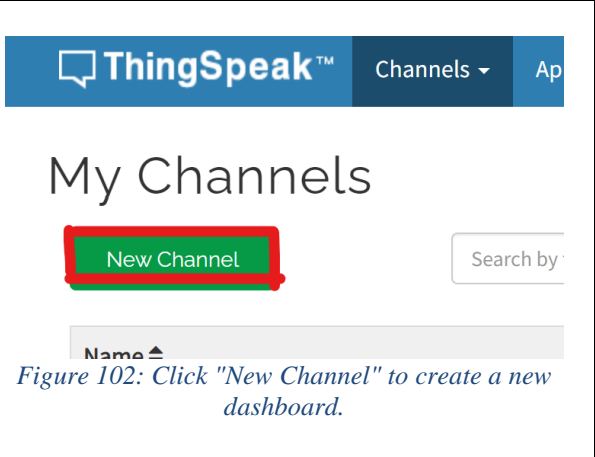 ThingSpeak™ Channels Ap
My Channels
New Channel Search by
Name
Figure 102: Click "New Channel" to create a new
dashboard.